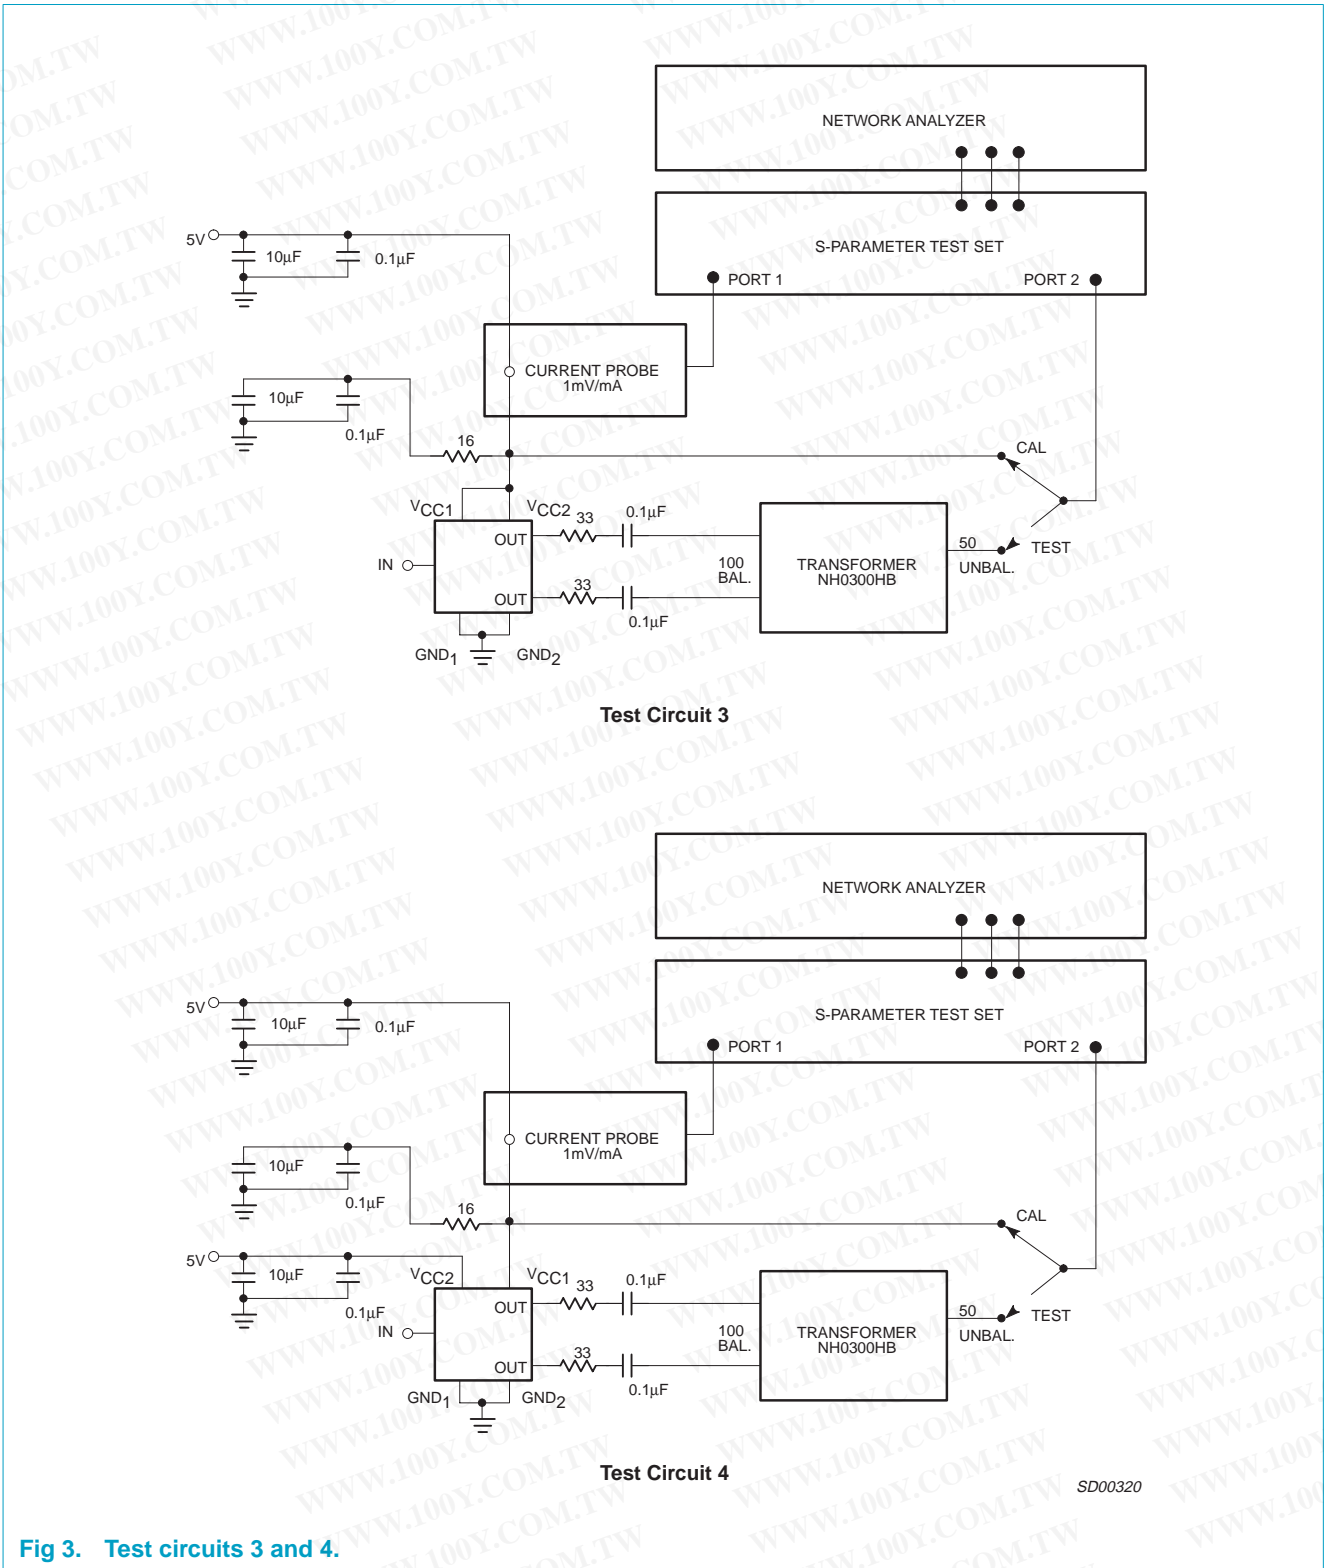 NETWORK ANALYZER
5V
10µF
0.1µF
S-PARAMETER TEST SET
PORT 1
PORT 2
CURRENT PROBE
1mV/mA
10µF
0.1µF
16
CAL
VCC1
VCC2
33
0.1µF
OUT
IN
100
BAL.
TRANSFORMER
NH0300HB
50
UNBAL.
TEST
OUT
33
0.1µF
GND1
GND2
Test Circuit 3
NETWORK ANALYZER
5V
10µF
0.1µF
S-PARAMETER TEST SET
PORT 1
PORT 2
CURRENT PROBE
1mV/mA
10µF
0.1µF
16
CAL
5V
10µF
0.1µF
VCC2
VCC1
33
0.1µF
OUT
IN
100
BAL.
TRANSFORMER
NH0300HB
50
UNBAL.
TEST
OUT
33
0.1µF
GND1
GND2
Test Circuit 4
SD00320
Fig 3. Test circuits 3 and 4.
WWW.100Y.COM.TW